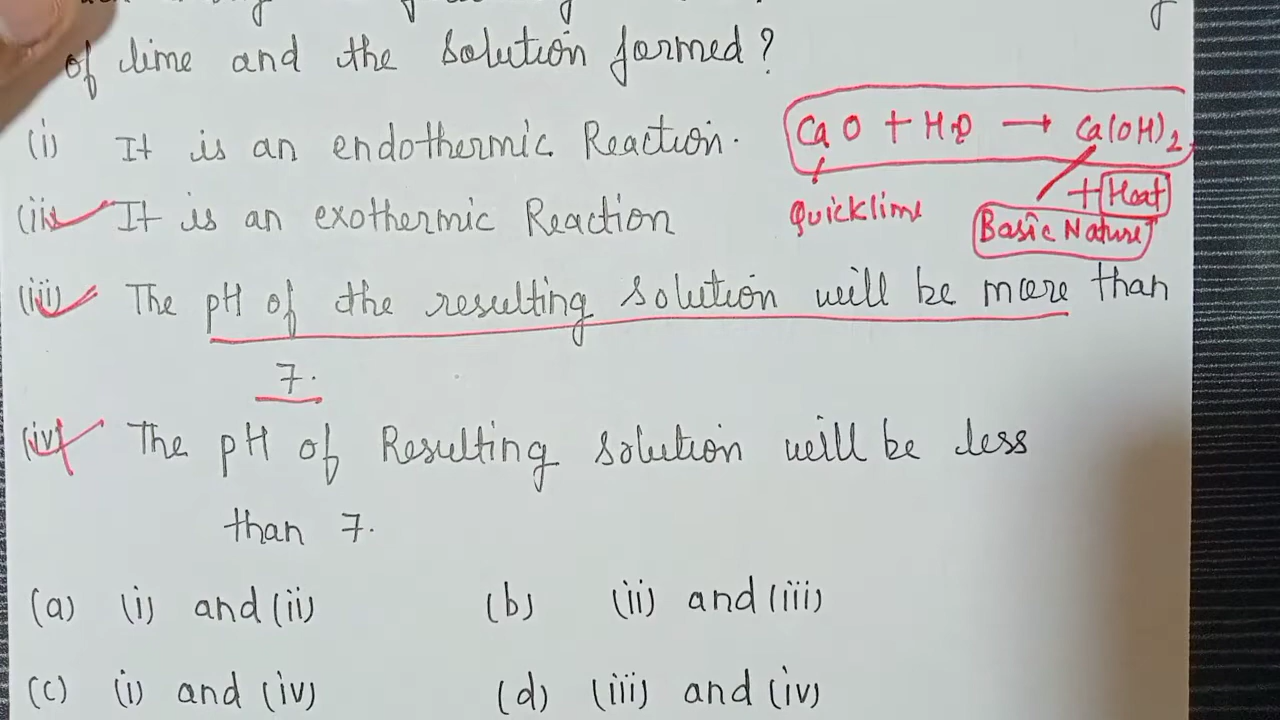 of lime and the solution formed?
(i) It is an endothermic Reaction.
CaO + H2O → Ca(OH)2
+ Heat
Quicklime
Basic Nature
(ii) It is an exothermic Reaction
(iii) The pH of the resulting solution will be more than
7.
(iv) The pH of Resulting solution will be less
than 7.
(a) (i) and (ii) (b) (ii) and (iii)
(c) (i) and (iv) (d) (iii) and (iv)